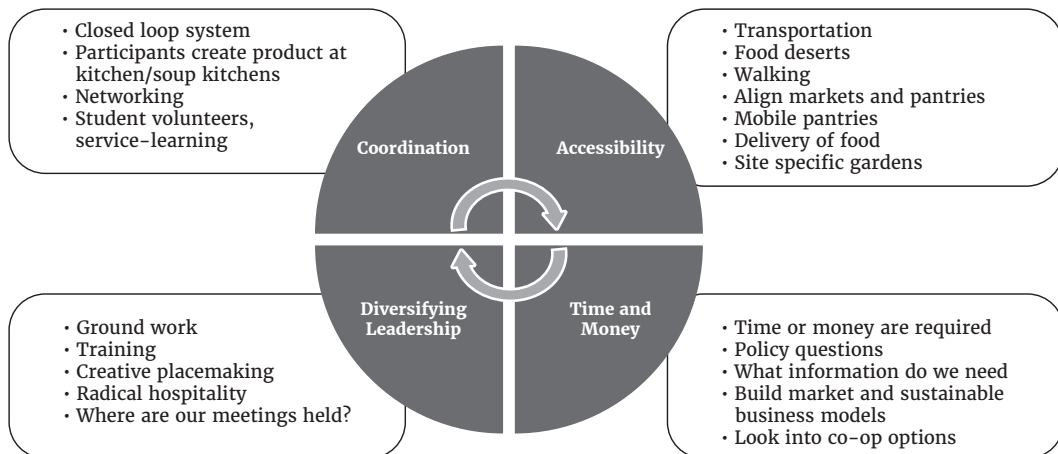 • Closed loop system
• Participants create product at
kitchen/soup kitchens
• Networking
• Student volunteers,
service-learning
Coordination
Accessibility
• Transportation
• Food deserts
• Walking
• Align markets and pantries
• Mobile pantries
• Delivery of food
• Site specific gardens
Diversifying
Leadership
• Ground work
• Training
• Creative placemaking
• Radical hospitality
• Where are our meetings held?
Time and
Money
• Time or money are required
• Policy questions
• What information do we need
• Build market and sustainable
business models
• Look into co-op options